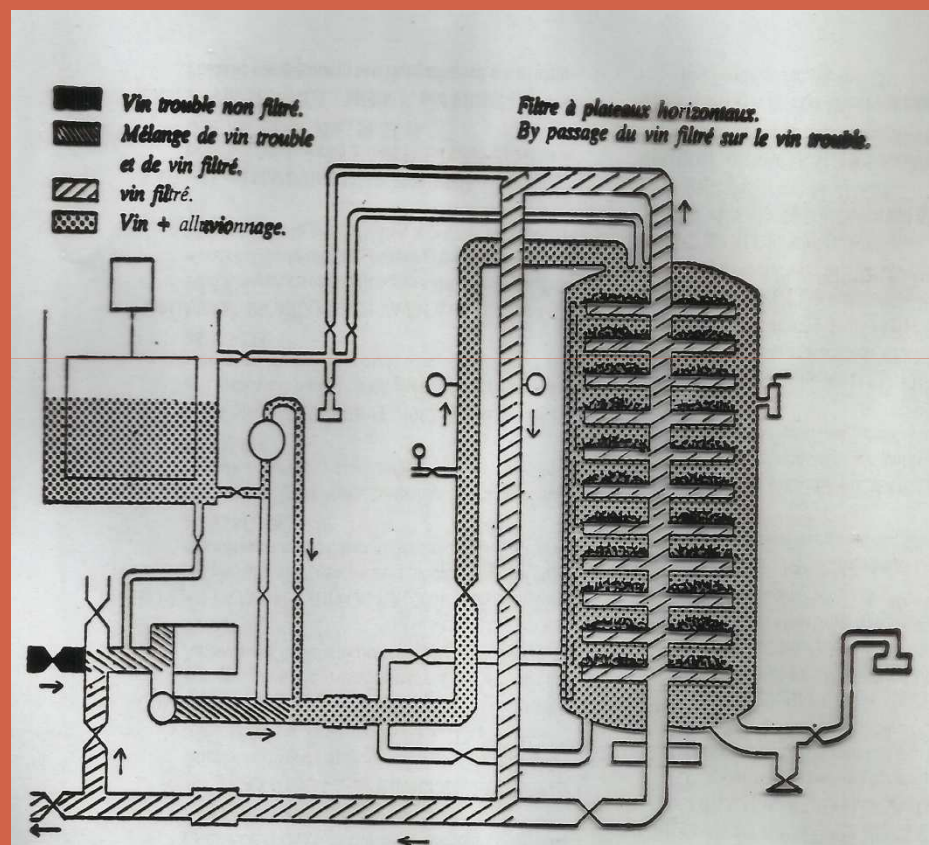 Vin trouble non filtré.
Mélange de vin trouble
et de vin filtré.
vin filtré.
Vin + alluvionnage.
Filtre à plateaux horizontaux.
By passage du vin filtré sur le vin trouble.